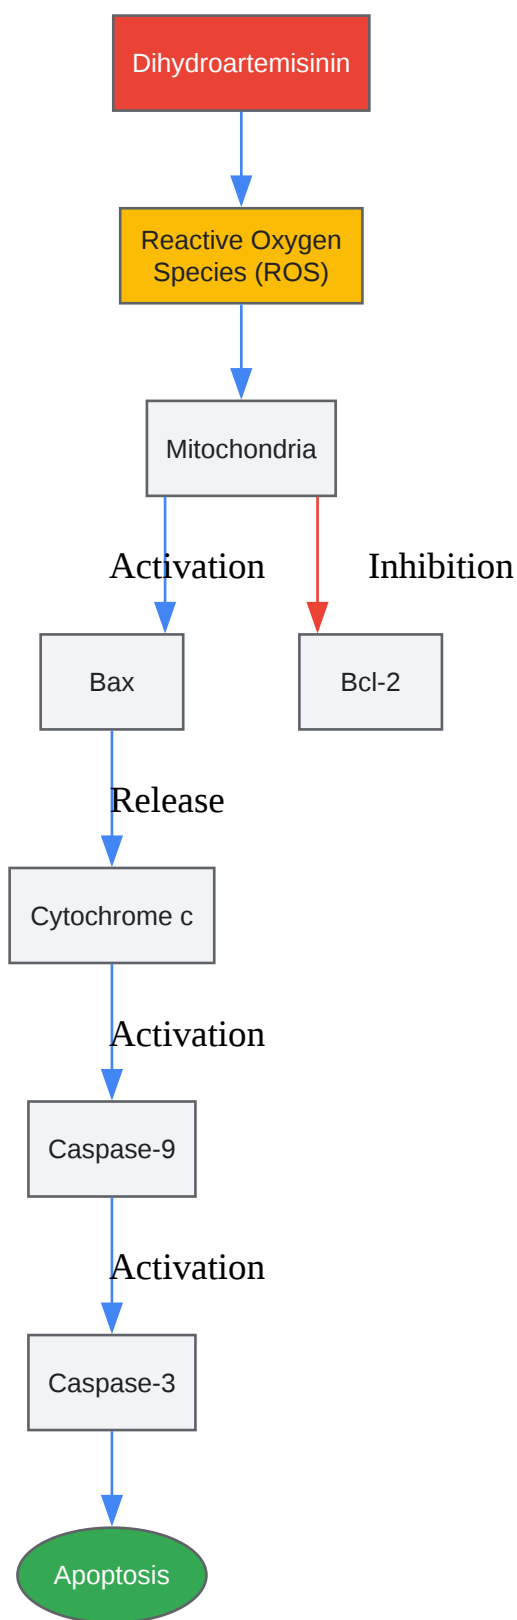 Dihydroartemisinin
Reactive Oxygen
Species (ROS)
Mitochondria
Activation
Inhibition
Bax
Bcl-2
Release
Cytochrome c
Activation
Caspase-9
Activation
Caspase-3
Apoptosis